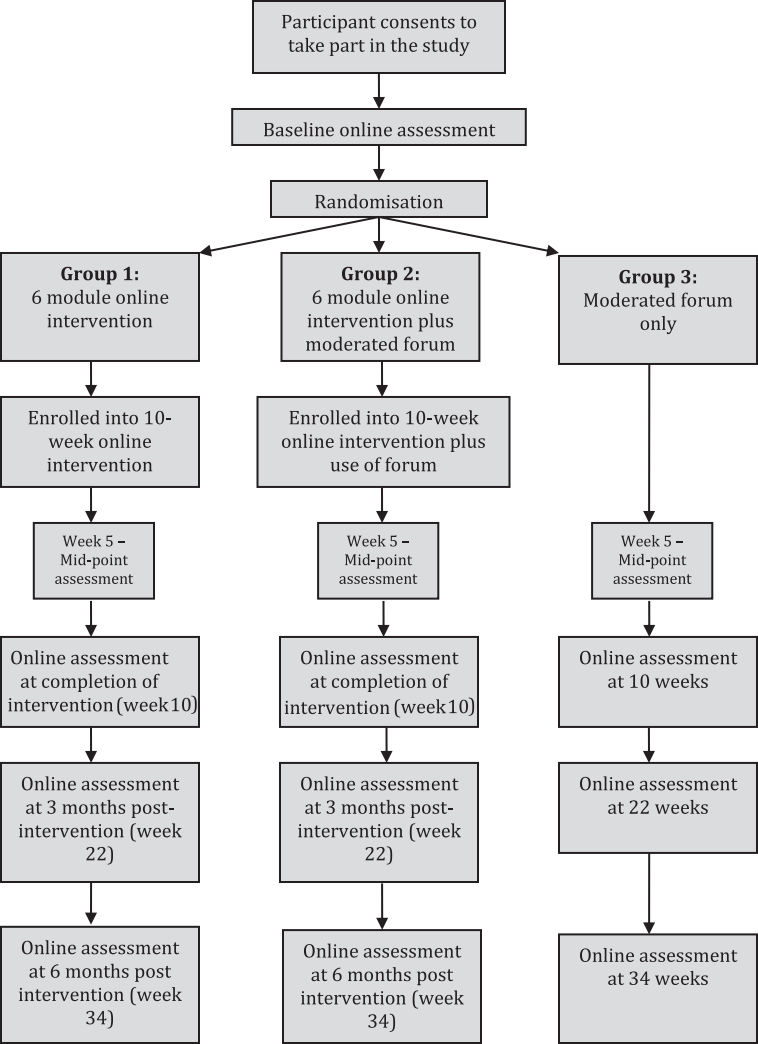 Participant consents to
take part in the study
Baseline online assessment
Randomisation
Group 1:
6 module online
intervention
Group 2:
6 module online
intervention plus
moderated forum
Group 3:
Moderated forum
only
Enrolled into 10-
week online
intervention
Enrolled into 10-week
online intervention plus
use of forum
Week 5 –
Mid-point
assessment
Week 5 –
Mid-point
assessment
Week 5 –
Mid-point
assessment
Online assessment
at completion of
intervention (week 10)
Online assessment
at completion of
intervention (week 10)
Online assessment
at 10 weeks
Online assessment
at 3 months post-
intervention (week
22)
Online assessment
at 3 months post-
intervention (week
22)
Online assessment
at 22 weeks
Online assessment
at 6 months post
intervention (week
34)
Online assessment
at 6 months post
intervention (week
34)
Online assessment
at 34 weeks